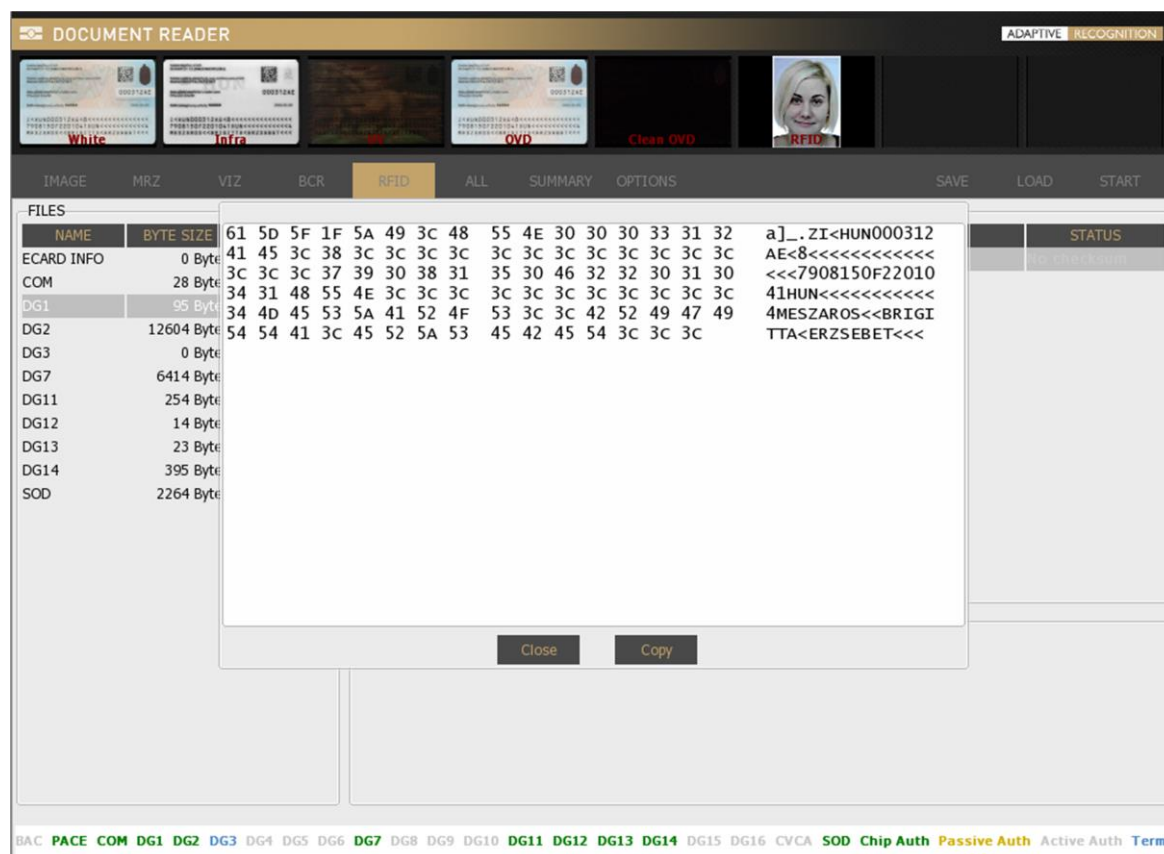 DOCUMENT READER
ADAPTIVE RECOGNITION
White
Infra
OVD
Clean OVD
RFID
IMAGE MRZ VIZ BCR RFID ALL SUMMARY OPTIONS SAVE LOAD START
FILES
NAME BYTE SIZE STATUS
ECARD INFO 0 Byte No checksum
COM 28 Byte
DG1 95 Byte
DG2 12604 Byte
DG3 0 Byte
DG7 6414 Byte
DG11 254 Byte
DG12 14 Byte
DG13 23 Byte
DG14 395 Byte
SOD 2264 Byte
61 5D 5F 1F 5A 49 3C 48 55 4E 30 30 30 33 31 32 a]_.ZI<HUN000312
41 45 3C 38 3C 3C 3C 3C 3C 3C 3C 3C 3C 3C 3C 3C AE<8<<<<<<<<<<<<
3C 3C 3C 37 39 30 38 31 35 30 46 32 32 30 31 30 <<<7908150F22010
34 31 48 55 4E 3C 3C 3C 3C 3C 3C 3C 3C 3C 3C 3C 41HUN<<<<<<<<<<<
34 4D 45 53 5A 41 52 4F 53 3C 3C 42 52 49 47 49 4MESZAROS<<BRIGI
54 54 41 3C 45 52 5A 53 45 42 45 54 3C 3C 3C TTA<ERZSEBET<<<
Close Copy
BAC PACE COM DG1 DG2 DG3 DG4 DG5 DG6 DG7 DG8 DG9 DG10 DG11 DG12 DG13 DG14 DG15 DG16 CVCA SOD Chip Auth Passive Auth Active Auth Term